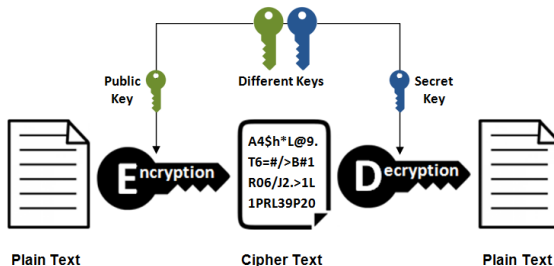 Public
Key
Different Keys
Secret
Key
Encryption
A4$h*L@9.
T6=#/>B#1
R06/J2.>1L
1PRL39P20
Decryption
Plain Text
Cipher Text
Plain Text